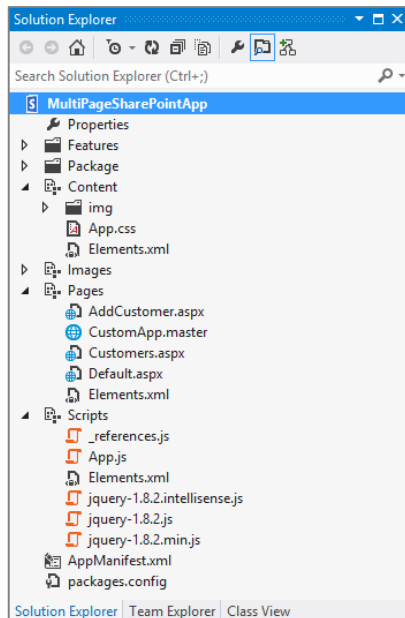 Solution Explorer
Search Solution Explorer (Ctrl+;)
MultiPageSharePointApp
Properties
Features
Package
Content
img
App.css
Elements.xml
Images
Pages
AddCustomer.aspx
CustomApp.master
Customers.aspx
Default.aspx
Elements.xml
Scripts
_references.js
App.js
Elements.xml
jquery-1.8.2.intellisense.js
jquery-1.8.2.js
jquery-1.8.2.min.js
AppManifest.xml
packages.config
Solution Explorer Team Explorer Class View